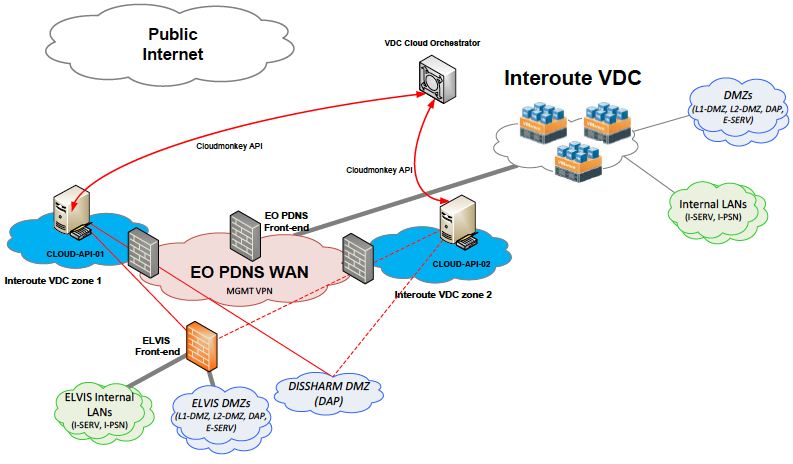 Public
Internet
VDC Cloud Orchestrator
Interoute VDC
DMZs
(L1-DMZ, L2-DMZ, DAP,
E-SERV)
Cloudmonkey API
Cloudmonkey API
Internal LANs
(I-SERV, I-PSN)
EO PDNS
Front-end
CLOUD-API-01
CLOUD-API-02
EO PDNS WAN
MGMT VPN
Interoute VDC zone 1
Interoute VDC zone 2
ELVIS
Front-end
DISSHARM DMZ
(DAP)
ELVIS Internal
LANs
(I-SERV, I-PSN)
ELVIS DMZs
(L1-DMZ, L2-DMZ, DAP,
E-SERV)